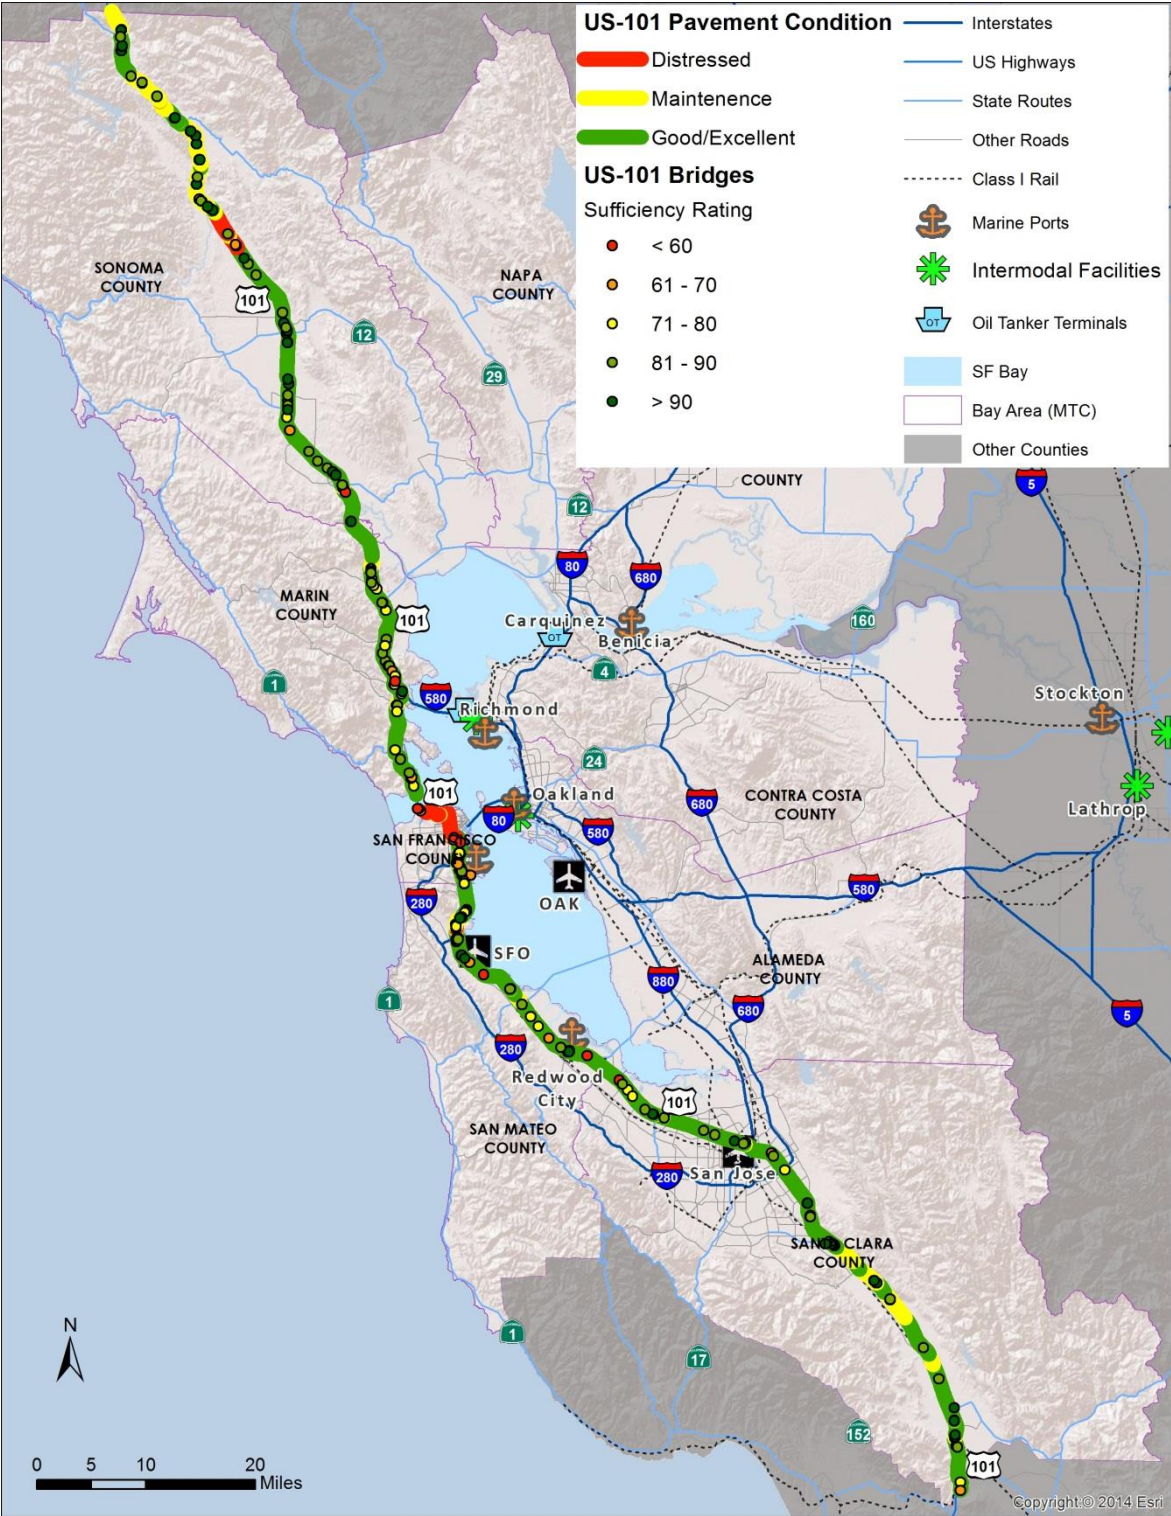 US-101 Pavement Condition
Distressed
Maintenence
Good/Excellent
US-101 Bridges
Sufficiency Rating
< 60
61 - 70
71 - 80
81 - 90
> 90
Interstates
US Highways
State Routes
Other Roads
Class I Rail
Marine Ports
Intermodal Facilities
OT
Oil Tanker Terminals
SF Bay
Bay Area (MTC)
Other Counties
SONOMA
COUNTY
NAPA
COUNTY
101
12
29
COUNTY
5
12
80
680
MARIN
COUNTY
101
Carquinez
OT
Benicia
160
4
1
580
Richmond
Stockton
24
101
Oakland
80
580
680
CONTRA COSTA
COUNTY
Lathrop
SAN FRANCISCO
COUNTY
280
OAK
580
SFO
ALAMEDA
COUNTY
880
680
1
5
280
Redwood
City
101
SAN MATEO
COUNTY
280
San Jose
SANTA CLARA
COUNTY
N
1
17
152
101
0 5 10 20
Miles
Copyright:© 2014 Esri